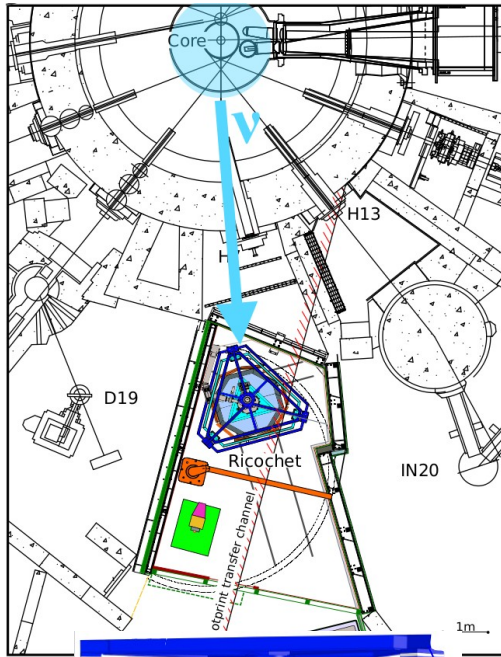 Core
ν
H13
H
D19
Ricochet
IN20
otprint transfer channel
1m